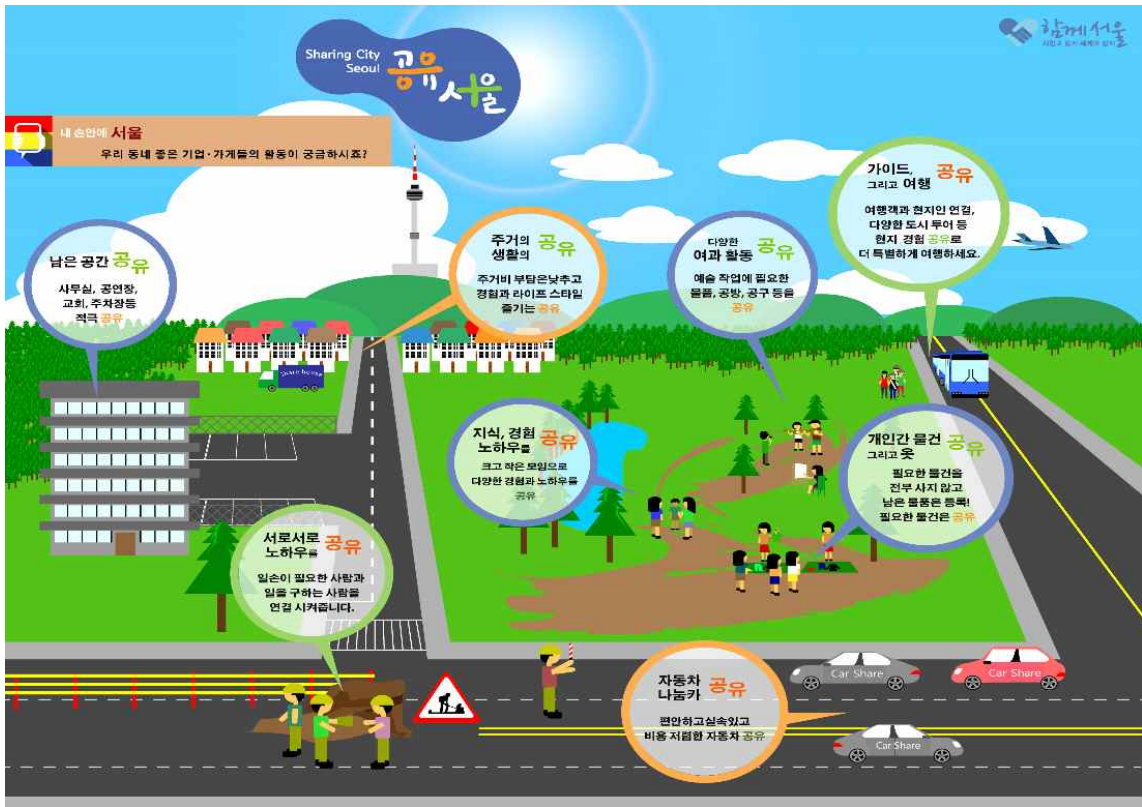 Sharing City
Seoul
공유
서울
함께서울
내 손안에 서울
우리 동네 좋은 기업·가게들의 활동이 궁금하시죠?
가이드,
그리고 여행 공유
여행객과 현지인 연결,
다양한 도시 투어 등
현지 경험 공유로
더 특별하게 여행하세요.
남은 공간 공유
사무실, 공연장,
교회, 주차장등
적극 공유
주거의
생활의 공유
주거비 부담은낮추고
경험과 라이프 스타일
즐기는 공유
다양한
여과 활동 공유
예술 작업에 필요한
물품, 공방, 공구 등을
공유
Share house
지식, 경험
노하우를 공유
크고 작은 모임으로
다양한 경험과 노하우를
공유
개인간 물건
그리고 옷 공유
필요한 물건을
전부 사지 않고
남은 물품은 등록!
필요한 물건은 공유
서로서로
노하우를 공유
일손이 필요한 사람과
일을 구하는 사람을
연결 시켜줍니다.
자동차
나눔카 공유
편안하고실속있고
비용 저렴한 자동차 공유
Car Share
Car Share
Car Share